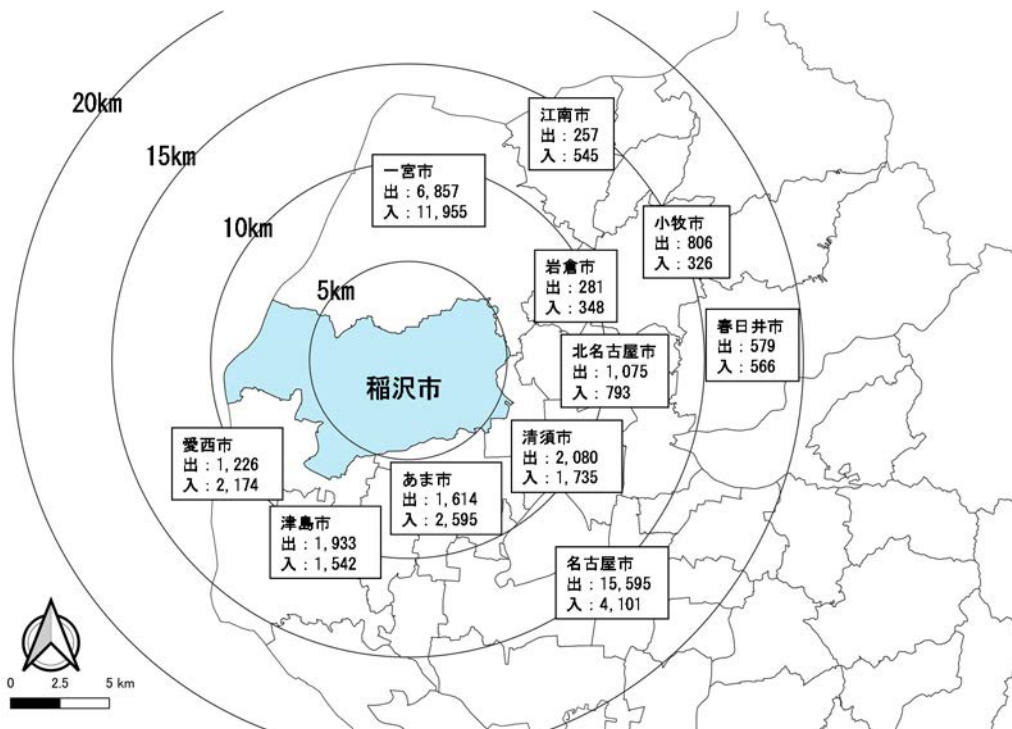 20km
15km
10km
5km
江南市
出：257
入：545
一宮市
出：6,857
入：11,955
小牧市
出：806
入：326
岩倉市
出：281
入：348
春日井市
出：579
入：566
北名古屋市
出：1,075
入：793
稲沢市
清須市
出：2,080
入：1,735
愛西市
出：1,226
入：2,174
あま市
出：1,614
入：2,595
津島市
出：1,933
入：1,542
名古屋市
出：15,595
入：4,101
0 2.5 5 km